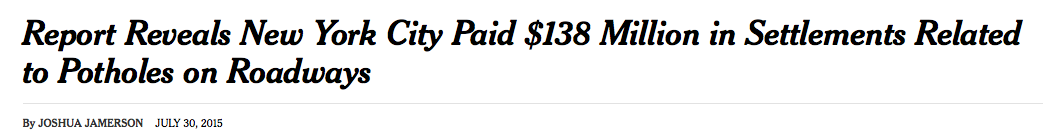 Report Reveals New York City Paid $138 Million in Settlements Related
to Potholes on Roadways
By JOSHUA JAMERSON JULY 30, 2015